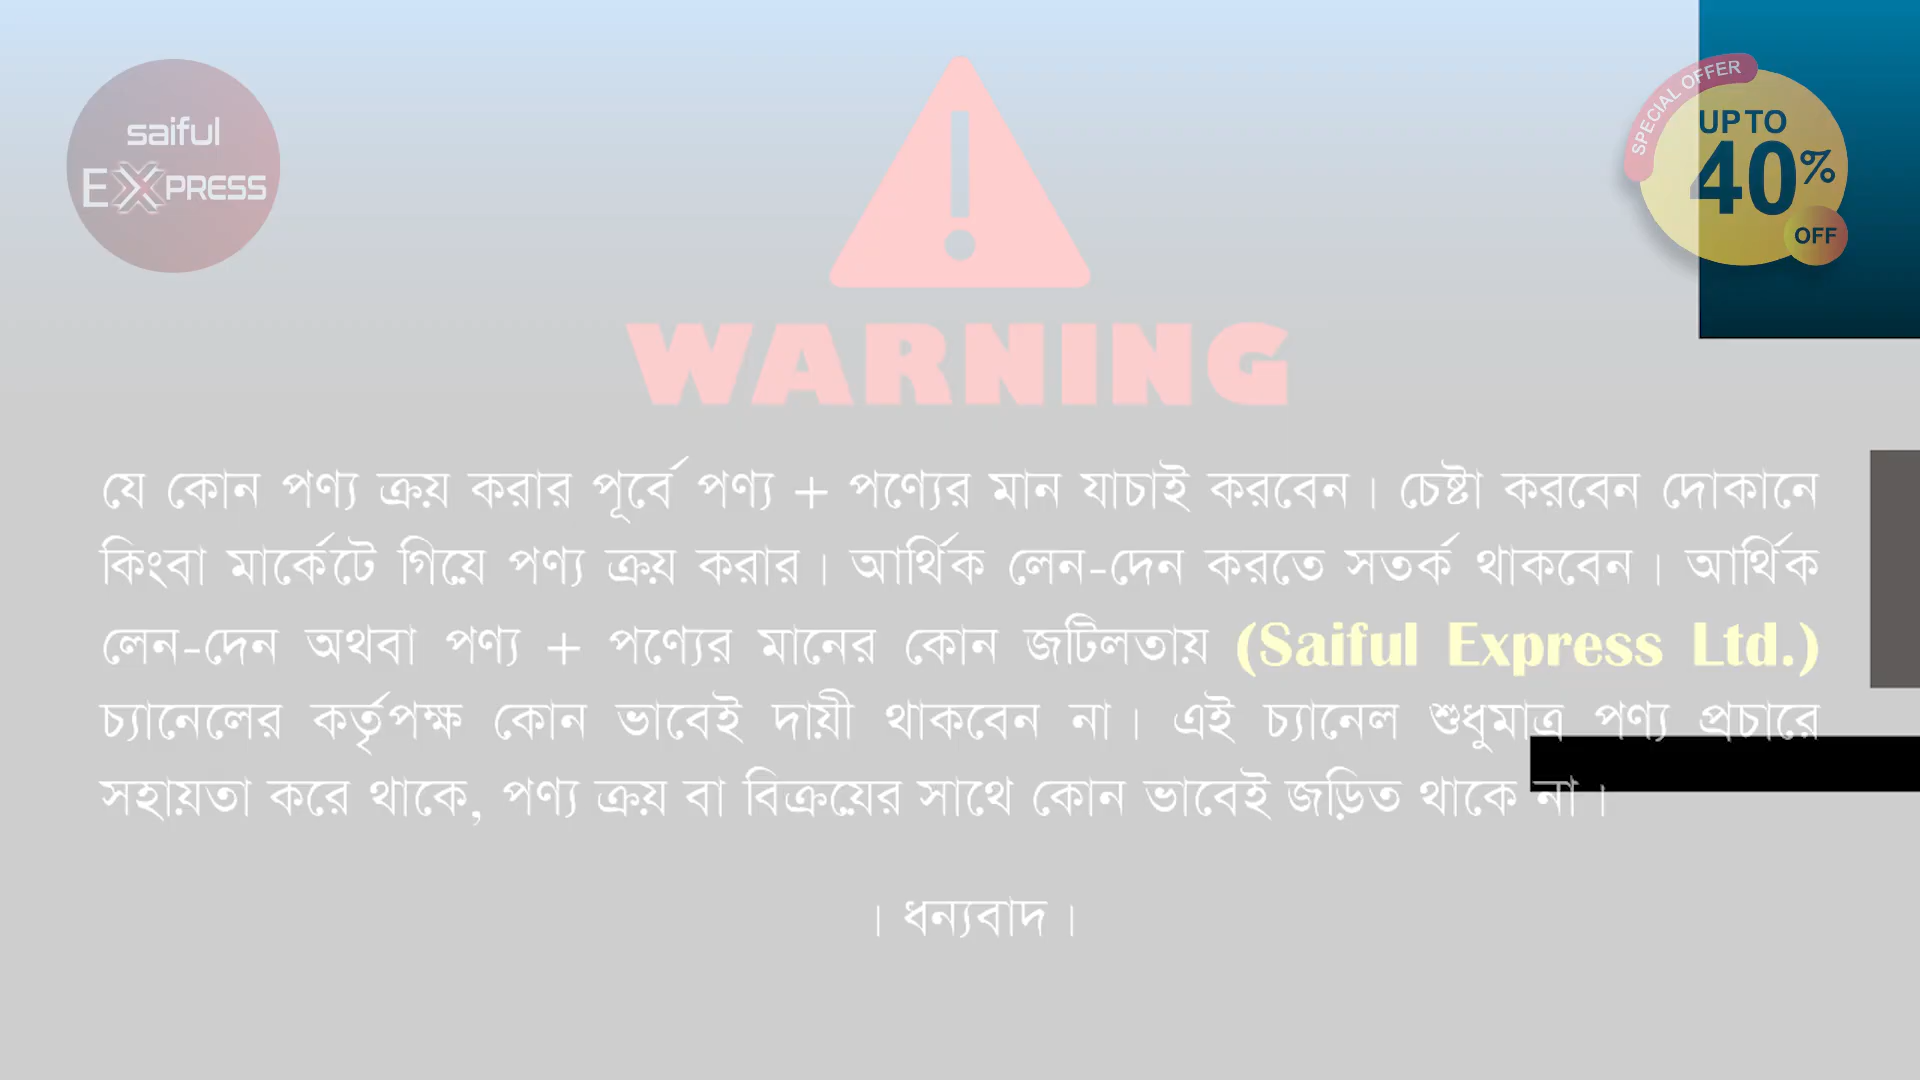 saiful
EXPRESS
SPECIAL OFFER
UP TO
40%
OFF
WARNING
যে কোন পণ্য ক্রয় করার পূর্বে পণ্য + পণ্যের মান যাচাই করবেন। চেষ্টা করবেন দোকানে
কিংবা মার্কেটে গিয়ে পণ্য ক্রয় করার। আর্থিক লেন-দেন করতে সতর্ক থাকবেন। আর্থিক
লেন-দেন অথবা পণ্য + পণ্যের মানের কোন জটিলতায় (Saiful Express Ltd.)
চ্যানেলের কর্তৃপক্ষ কোন ভাবেই দায়ী থাকবেন না। এই চ্যানেল শুধুমাত্র পণ্য প্রচারে
সহায়তা করে থাকে, পণ্য ক্রয় বা বিক্রয়ের সাথে কোন ভাবেই জড়িত থাকে না।
। ধন্যবাদ ।